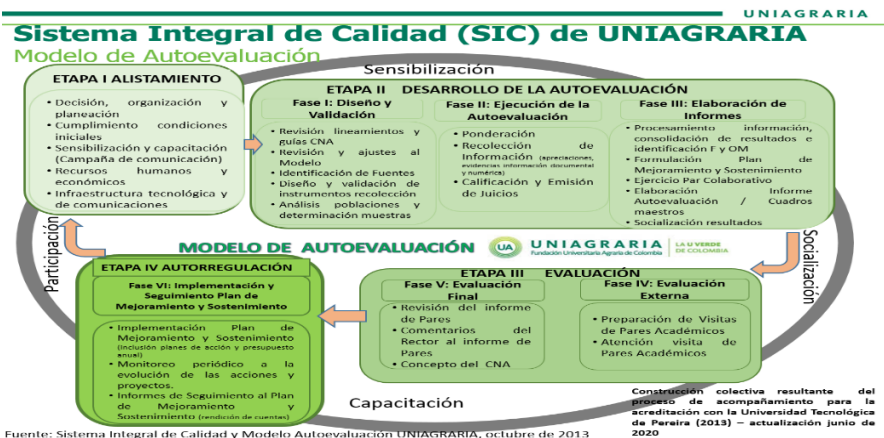 UNIAGRARIA
Sistema Integral de Calidad (SIC) de UNIAGRARIA
Modelo de Autoevaluación
Sensibilización
ETAPA I ALISTAMIENTO
• Decisión, organización y
planeación
• Cumplimiento condiciones
iniciales
• Sensibilización y capacitación
(Campaña de comunicación)
• Recursos humanos y
económicos
• Infraestructura tecnológica y
de comunicaciones
ETAPA II DESARROLLO DE LA AUTOEVALUACIÓN
Fase I: Diseño y
Validación
• Revisión lineamientos y
guías CNA
• Revisión y ajustes al
Modelo
• Identificación de Fuentes
• Diseño y validación de
instrumentos recolección
• Análisis poblaciones y
determinación muestras
Fase II: Ejecución de la
Autoevaluación
• Ponderación
• Recolección de
Información (apreciaciones,
evidencias información documental
y numérica)
• Calificación y Emisión
de Juicios
Fase III: Elaboración de
Informes
• Procesamiento información,
consolidación de resultados e
identificación F y OM
• Formulación Plan de
Mejoramiento y Sostenimiento
• Ejercicio Par Colaborativo
• Elaboración Informe
Autoevaluación / Cuadros
maestros
• Socialización resultados
Participación
Socialización
MODELO DE AUTOEVALUACIÓN
UA
UNIAGRARIA
Fundación Universitaria Agraria de Colombia
LA U VERDE
DE COLOMBIA
ETAPA III EVALUACIÓN
Fase V: Evaluación
Final
• Revisión del informe
de Pares
• Comentarios del
Rector al informe de
Pares
• Concepto del CNA
Fase IV: Evaluación
Externa
• Preparación de Visitas
de Pares Académicos
• Atención visita de
Pares Académicos
ETAPA IV AUTORREGULACIÓN
Fase VI: Implementación y
Seguimiento Plan de
Mejoramiento y Sostenimiento
• Implementación Plan de
Mejoramiento y Sostenimiento
(inclusión planes de acción y presupuesto
anual)
• Monitoreo periódico a la
evolución de las acciones y
proyectos.
• Informes de Seguimiento al Plan
de Mejoramiento y
Sostenimiento (rendición de cuentas)
Capacitación
Construcción colectiva resultante del
proceso de acompañamiento para la
acreditación con la Universidad Tecnológica
de Pereira (2013) – actualización junio de
2020
Fuente: Sistema Integral de Calidad y Modelo Autoevaluación UNIAGRARIA, octubre de 2013